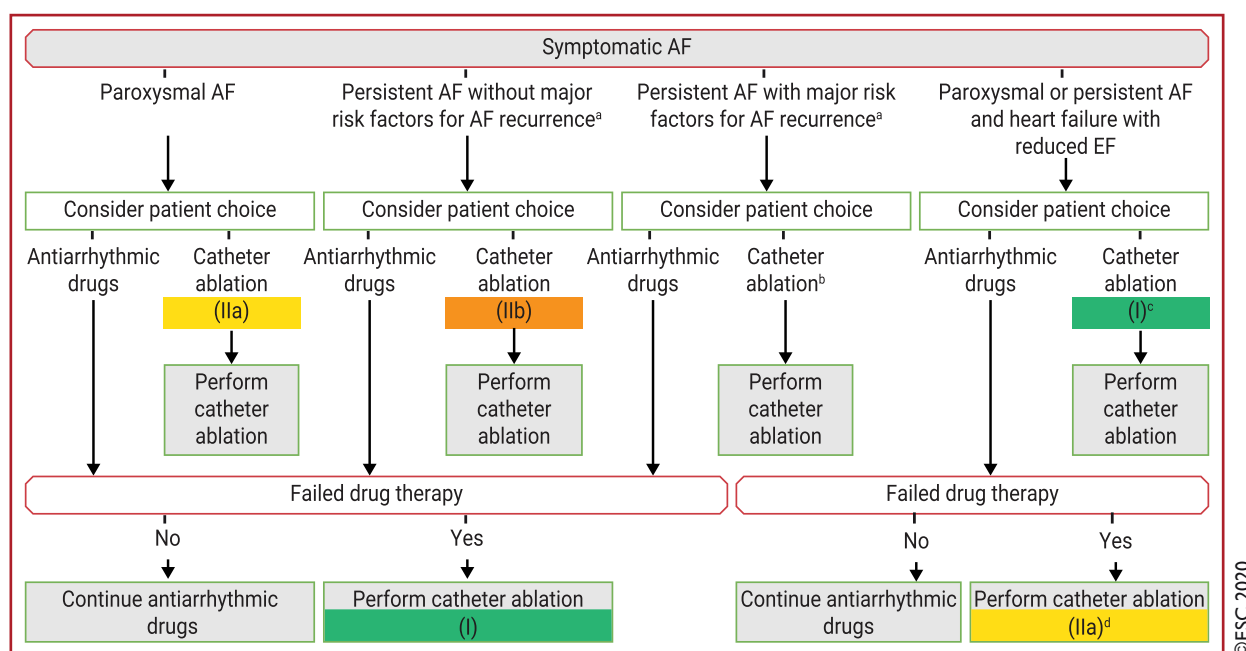 Symptomatic AF
Paroxysmal AF
Persistent AF without major
risk factors for AF recurrenceᵃ
Persistent AF with major risk
factors for AF recurrenceᵃ
Paroxysmal or persistent AF
and heart failure with
reduced EF
Consider patient choice
Consider patient choice
Consider patient choice
Consider patient choice
Antiarrhythmic
drugs
Catheter
ablation
(IIa)
Antiarrhythmic
drugs
Catheter
ablation
(IIb)
Antiarrhythmic
drugs
Catheter
ablationᵇ
Antiarrhythmic
drugs
Catheter
ablation
(I)ᶜ
Perform
catheter
ablation
Perform
catheter
ablation
Perform
catheter
ablation
Perform
catheter
ablation
Failed drug therapy
Failed drug therapy
No
Yes
No
Yes
Continue antiarrhythmic
drugs
Perform catheter ablation
(I)
Continue antiarrhythmic
drugs
Perform catheter ablation
(IIa)ᵈ
©ESC 2020